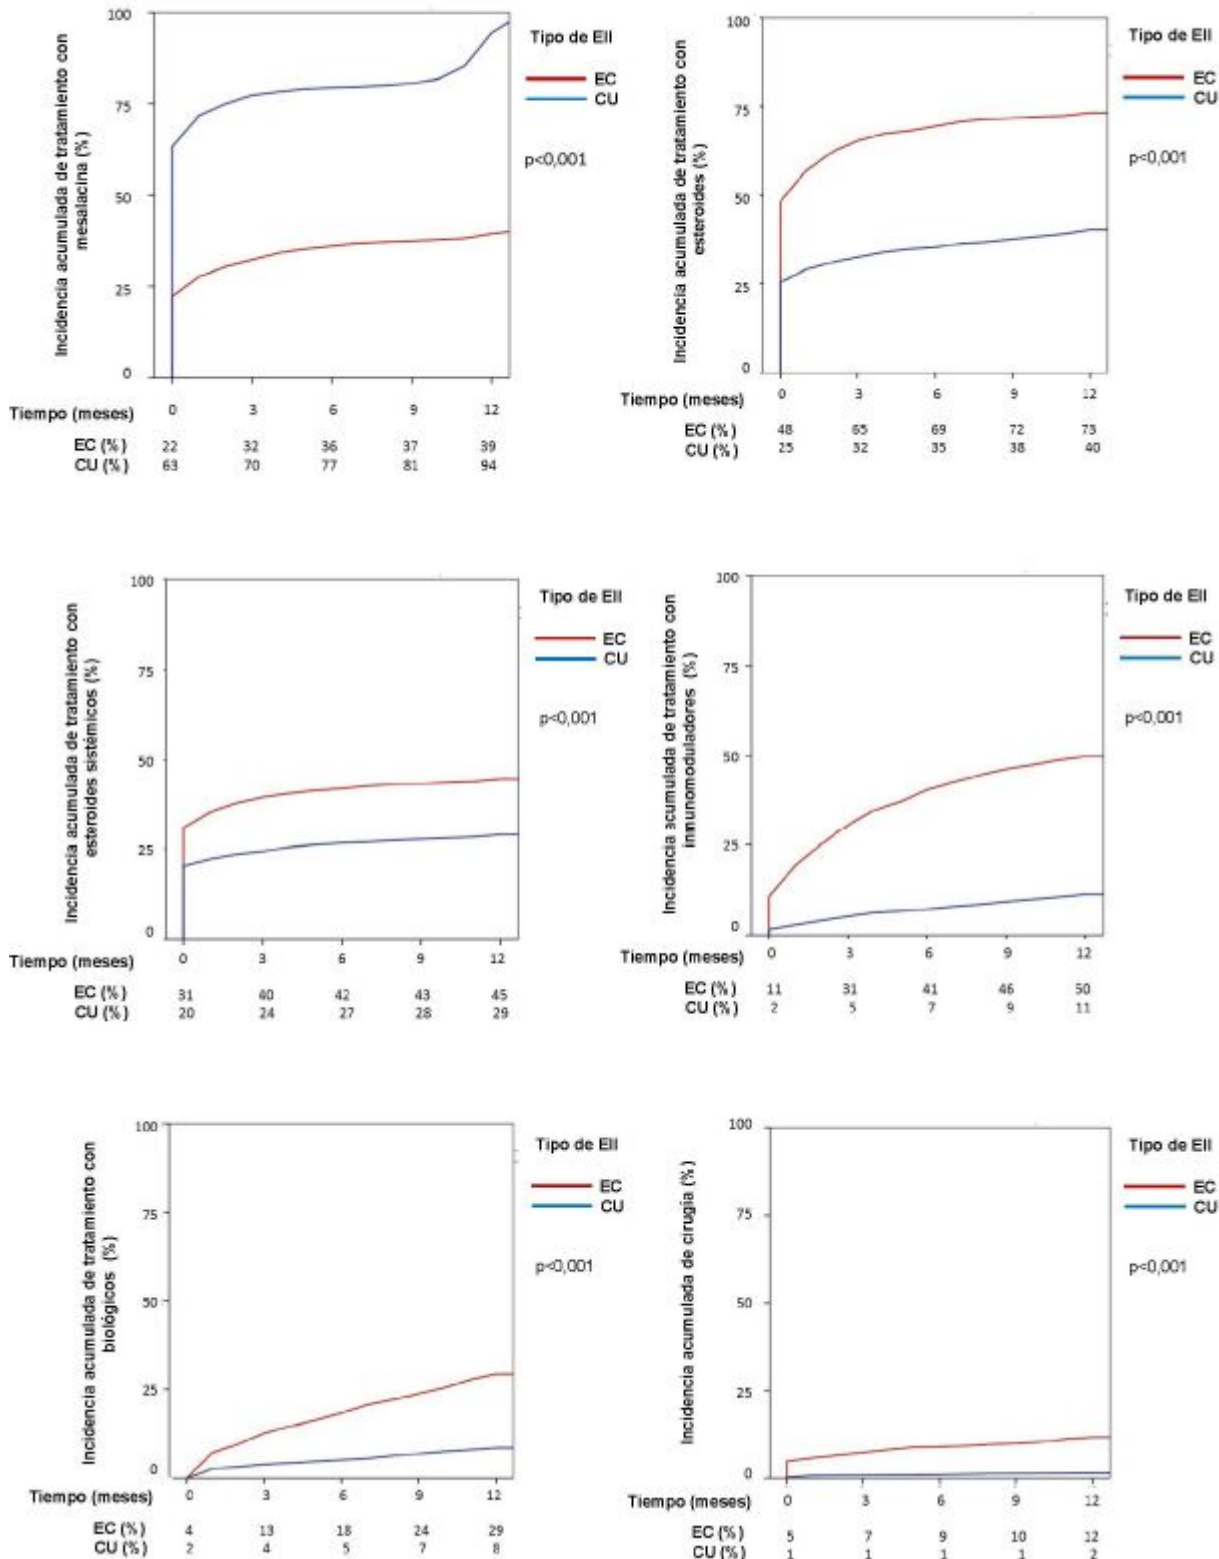 Incidencia acumulada de tratamiento con
mesalacina (%)
100
75
50
25
0
Tipo de EII
EC
CU
p<0,001
0 3 6 9 12
Tiempo (meses)
EC (%) 22 32 36 37 39
CU (%) 63 70 77 81 94
Incidencia acumulada de tratamiento con
esteroides (%)
100
75
50
25
0
Tipo de EII
EC
CU
p<0,001
0 3 6 9 12
Tiempo (meses)
EC (%) 48 65 69 72 73
CU (%) 25 32 35 38 40
Incidencia acumulada de tratamiento con
esteroides sistémicos (%)
100
75
50
25
0
Tipo de EII
EC
CU
p<0,001
0 3 6 9 12
Tiempo (meses)
EC (%) 31 40 42 43 45
CU (%) 20 24 27 28 29
Incidencia acumulada de tratamiento con
inmunomoduladores (%)
100
75
50
25
0
Tipo de EII
EC
CU
p<0,001
0 3 6 9 12
Tiempo (meses)
EC (%) 11 31 41 46 50
CU (%) 2 5 7 9 11
Incidencia acumulada de tratamiento con
biológicos (%)
100
75
50
25
0
Tipo de EII
EC
CU
p<0,001
0 3 6 9 12
Tiempo (meses)
EC (%) 4 13 18 24 29
CU (%) 2 4 5 7 8
Incidencia acumulada de cirugia (%)
100
75
50
25
0
Tipo de EII
EC
CU
p<0,001
0 3 6 9 12
Tiempo (meses)
EC (%) 5 7 9 10 12
CU (%) 1 1 1 1 2